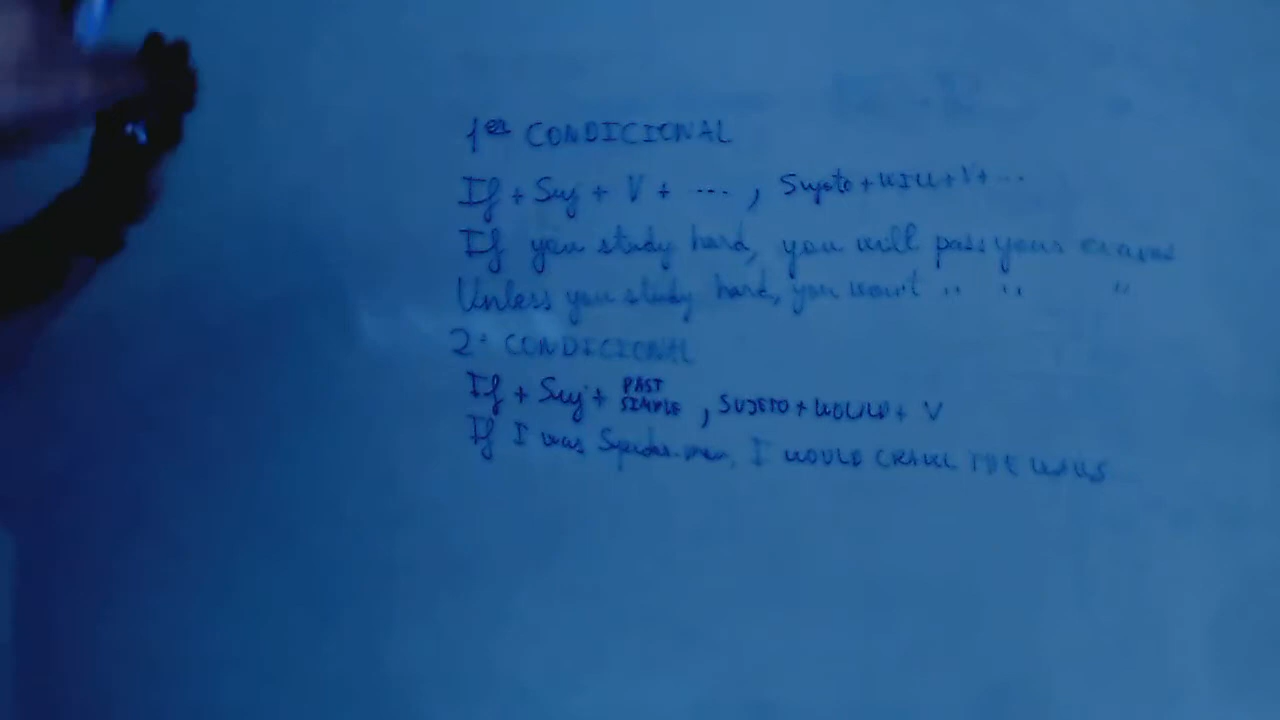 1er CONDICIONAL
If + Suj + V + ..., Sujeto + WILL + V + ...
If you study hard, you will pass your exams
Unless you study hard, you won't " " "
2º CONDICIONAL
If + Suj + PAST SIMPLE, SUJETO + WOULD + V
If I was Spider-man, I WOULD CRAWL THE WALLS